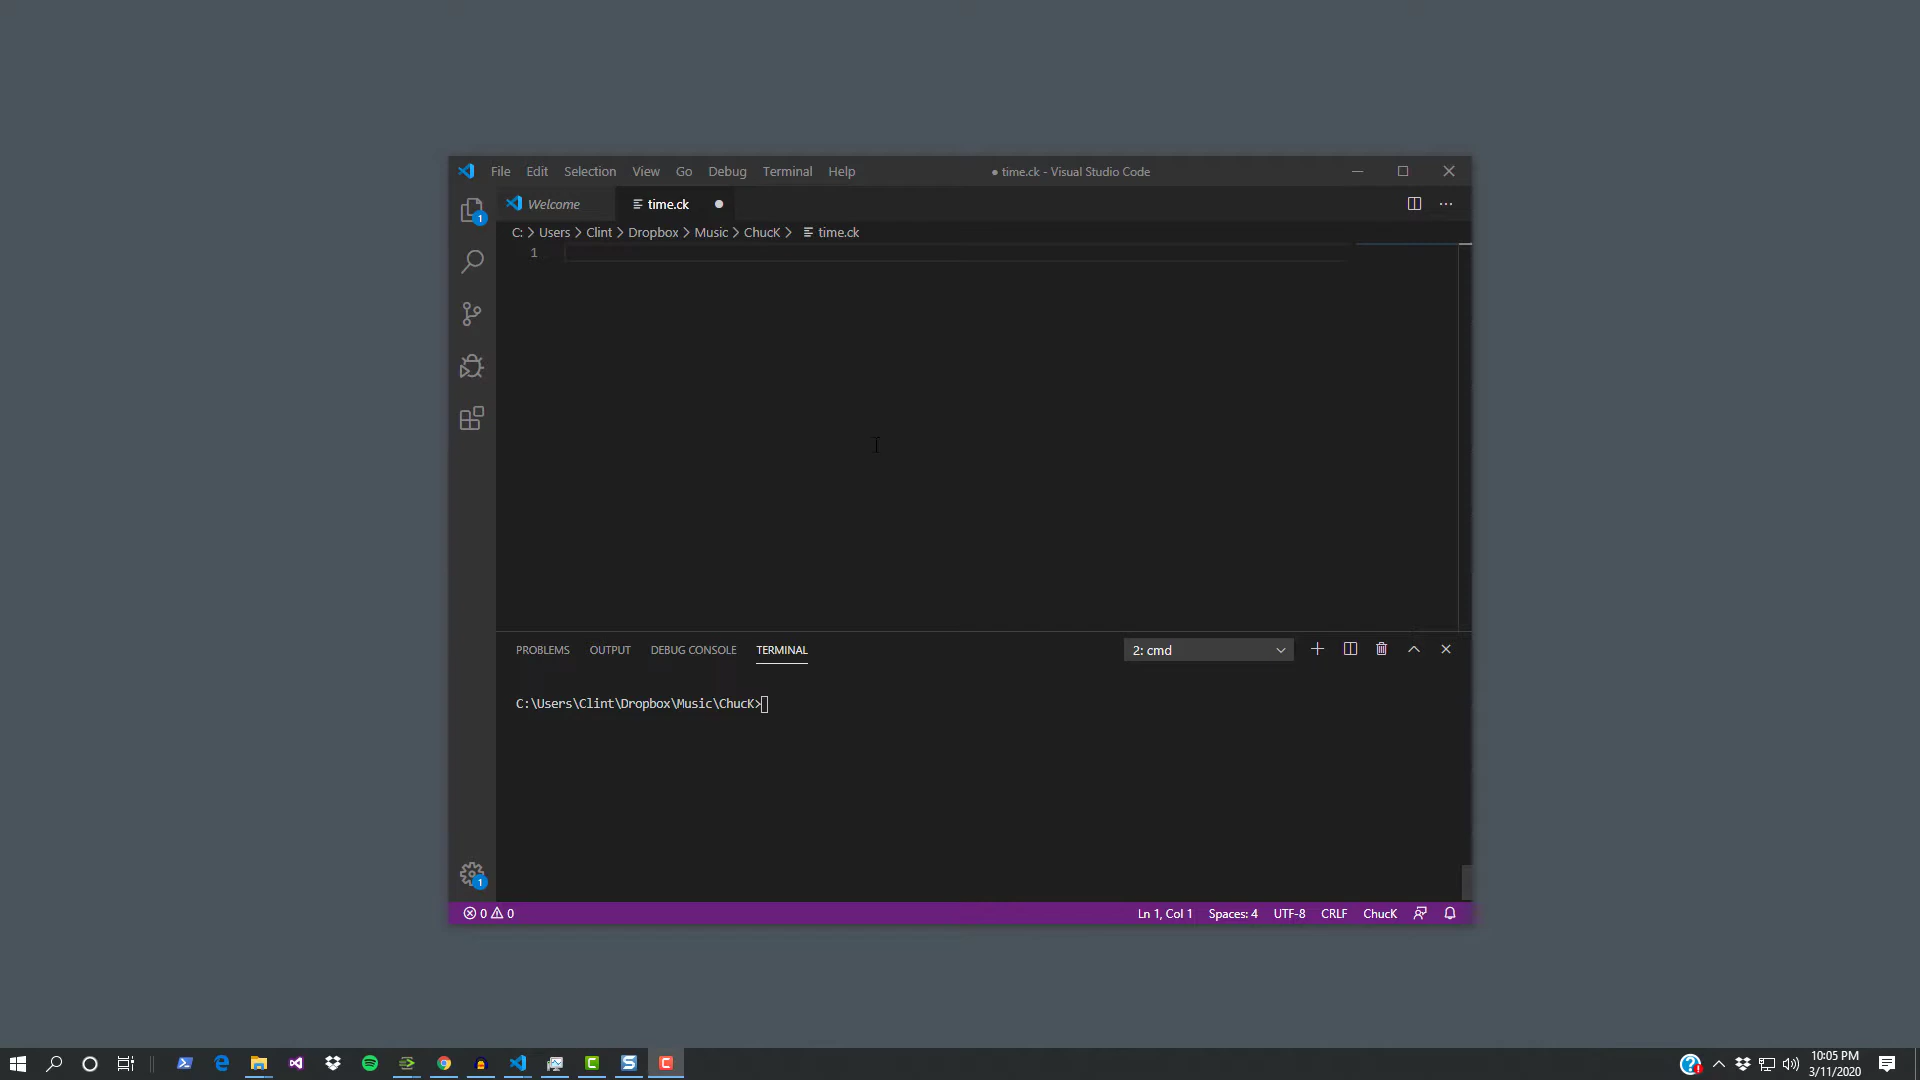 File Edit Selection View Go Debug Terminal Help ● time.ck - Visual Studio Code
Welcome time.ck
1
C: > Users > Clint > Dropbox > Music > ChucK > time.ck
1
PROBLEMS OUTPUT DEBUG CONSOLE TERMINAL 2: cmd
C:\Users\Clint\Dropbox\Music\ChucK>
1
0 0 Ln 1, Col 1 Spaces: 4 UTF-8 CRLF ChucK
10:05 PM
3/11/2020